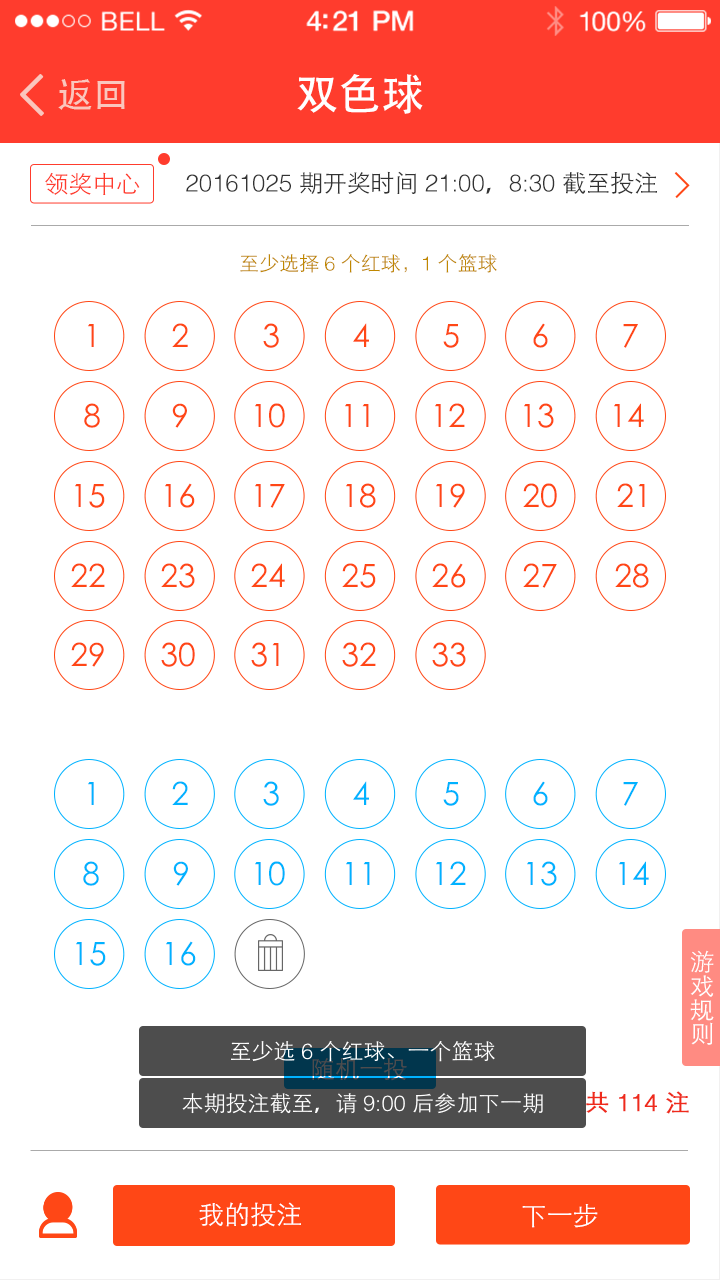 BELL 4:21 PM 100%
返回 双色球
领奖中心 20161025 期开奖时间 21:00，8:30 截至投注
至少选择 6 个红球，1 个篮球
1 2 3 4 5 6 7
8 9 10 11 12 13 14
15 16 17 18 19 20 21
22 23 24 25 26 27 28
29 30 31 32 33
1 2 3 4 5 6 7
8 9 10 11 12 13 14
15 16
游戏规则
至少选 6 个红球、一个篮球
随机一投
本期投注截至，请 9:00 后参加下一期
共 114 注
我的投注 下一步